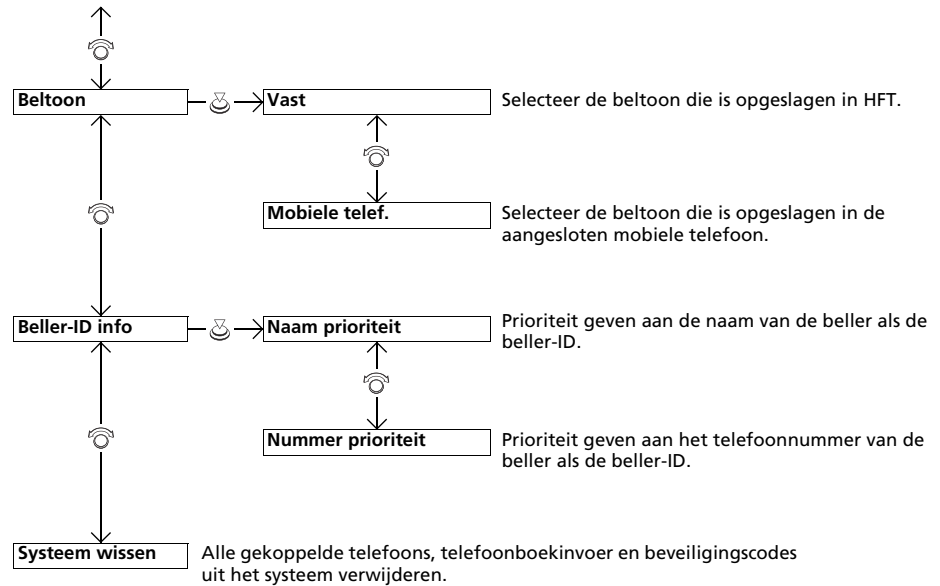 Beltoon
Vast
Selecteer de beltoon die is opgeslagen in HFT.
Mobiele telef.
Selecteer de beltoon die is opgeslagen in de
aangesloten mobiele telefoon.
Beller-ID info
Naam prioriteit
Prioriteit geven aan de naam van de beller als de
beller-ID.
Nummer prioriteit
Prioriteit geven aan het telefoonnummer van de
beller als de beller-ID.
Systeem wissen
Alle gekoppelde telefoons, telefoonboekinvoer en beveiligingscodes
uit het systeem verwijderen.